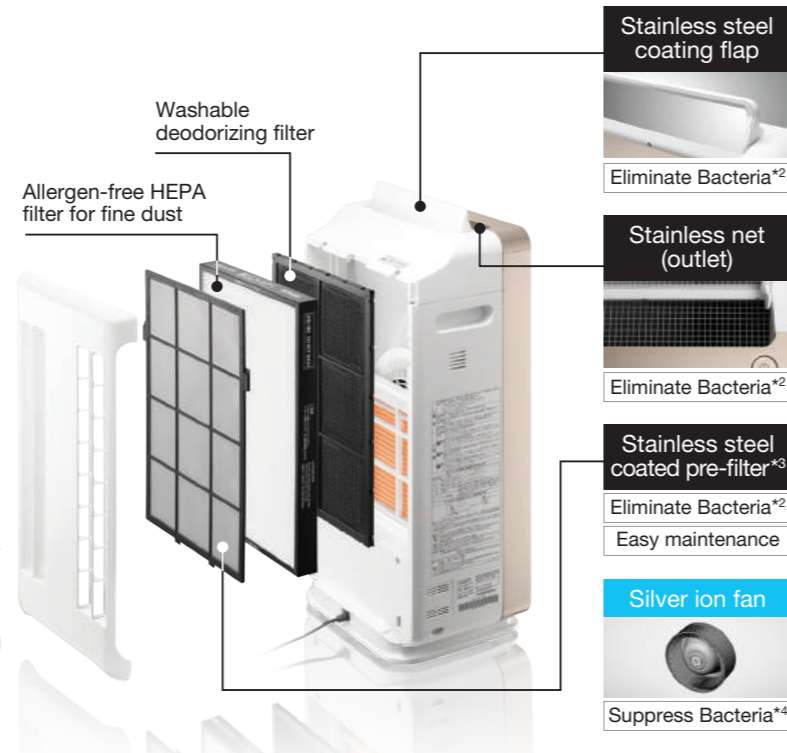 Stainless steel
coating flap
Eliminate Bacteria*2
Washable
deodorizing filter
Allergen-free HEPA
filter for fine dust
Stainless net
(outlet)
Eliminate Bacteria*2
Stainless steel
coated pre-filter*3
Eliminate Bacteria*2
Easy maintenance
Silver ion fan
Suppress Bacteria*4